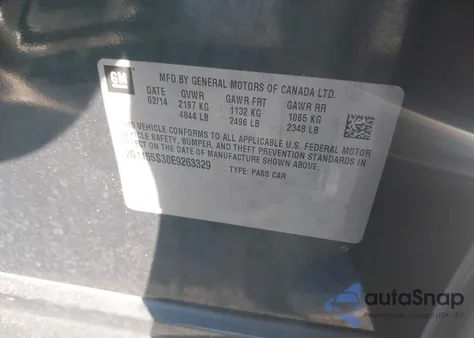 GM
MFD BY GENERAL MOTORS OF CANADA LTD.
DATE GVWR GAWR FRT GAWR RR
02/14 2197 KG 1132 KG 1065 KG
4844 LB 2496 LB 2348 LB
THIS VEHICLE CONFORMS TO ALL APPLICABLE U.S. FEDERAL MOTOR
VEHICLE SAFETY, BUMPER, AND THEFT PREVENTION STANDARDS
IN EFFECT ON THE DATE OF MANUFACTURE SHOWN ABOVE.
2G1155S30E9263329 TYPE: PASS CAR
autoSnap